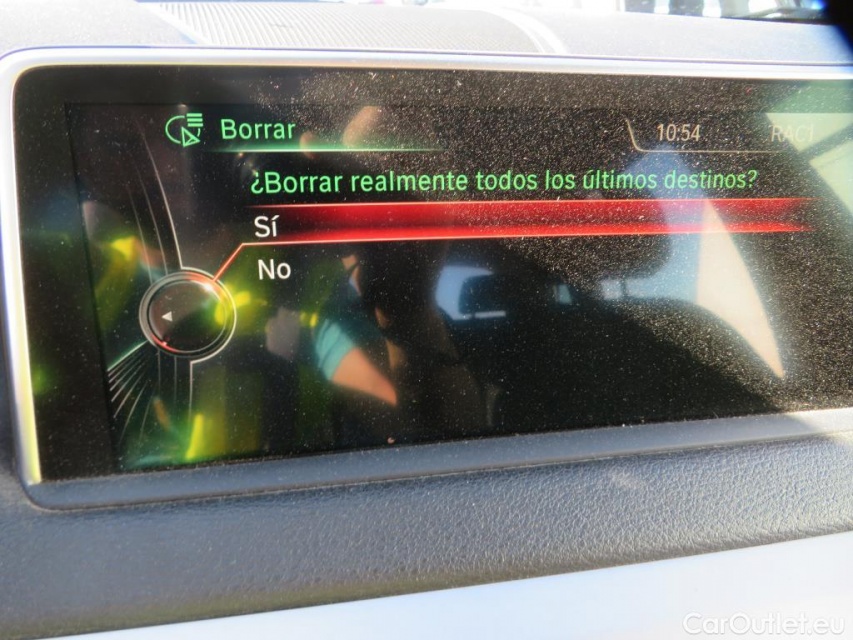 Borrar
10:54
RAC1
¿Borrar realmente todos los últimos destinos?
Sí
No
CarOutlet.eu